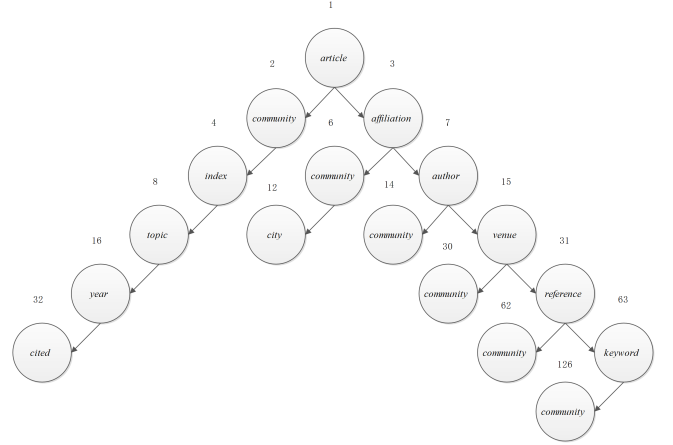 1
article
2 3
community affiliation
4 6 7
index community author
8 12 14 15
topic city community venue
16 30 31
year community reference
32 62 63
cited community keyword
126
community